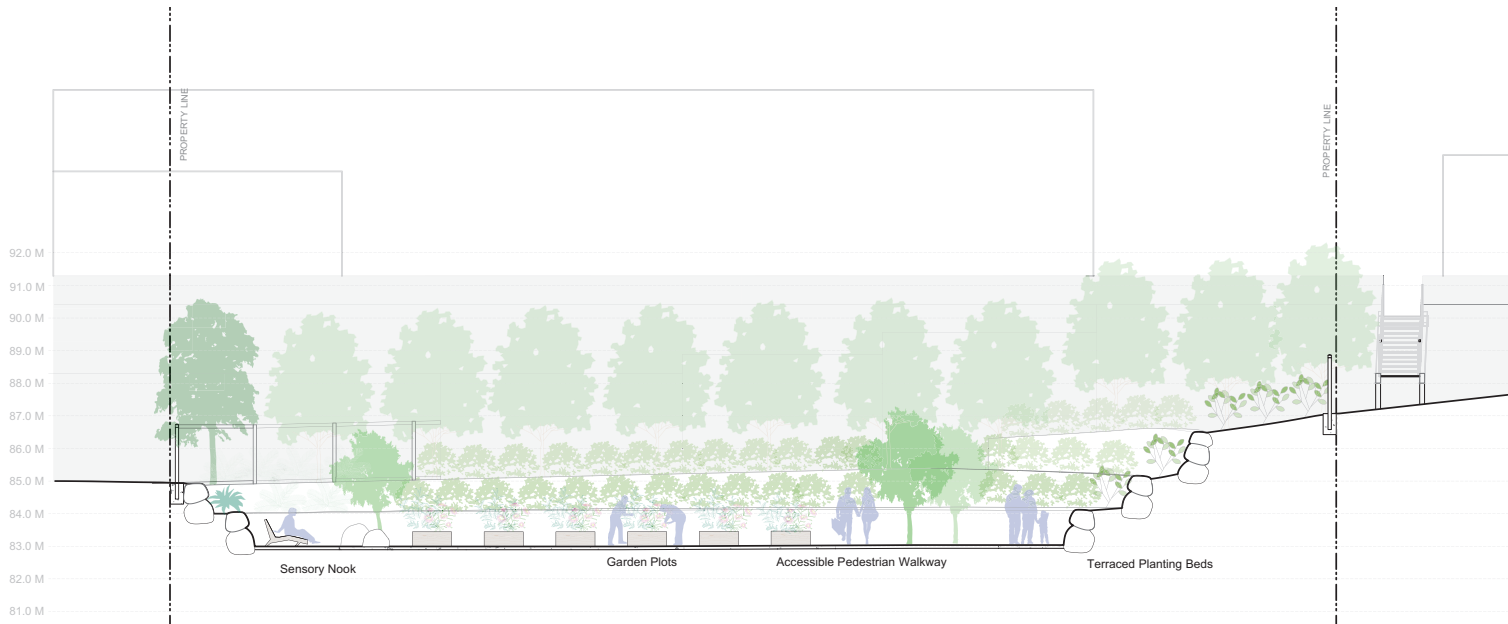 PROPERTY LINE
PROPERTY LINE
92.0 M
91.0 M
90.0 M
89.0 M
88.0 M
87.0 M
86.0 M
85.0 M
84.0 M
83.0 M
82.0 M
81.0 M
Sensory Nook
Garden Plots
Accessible Pedestrian Walkway
Terraced Planting Beds